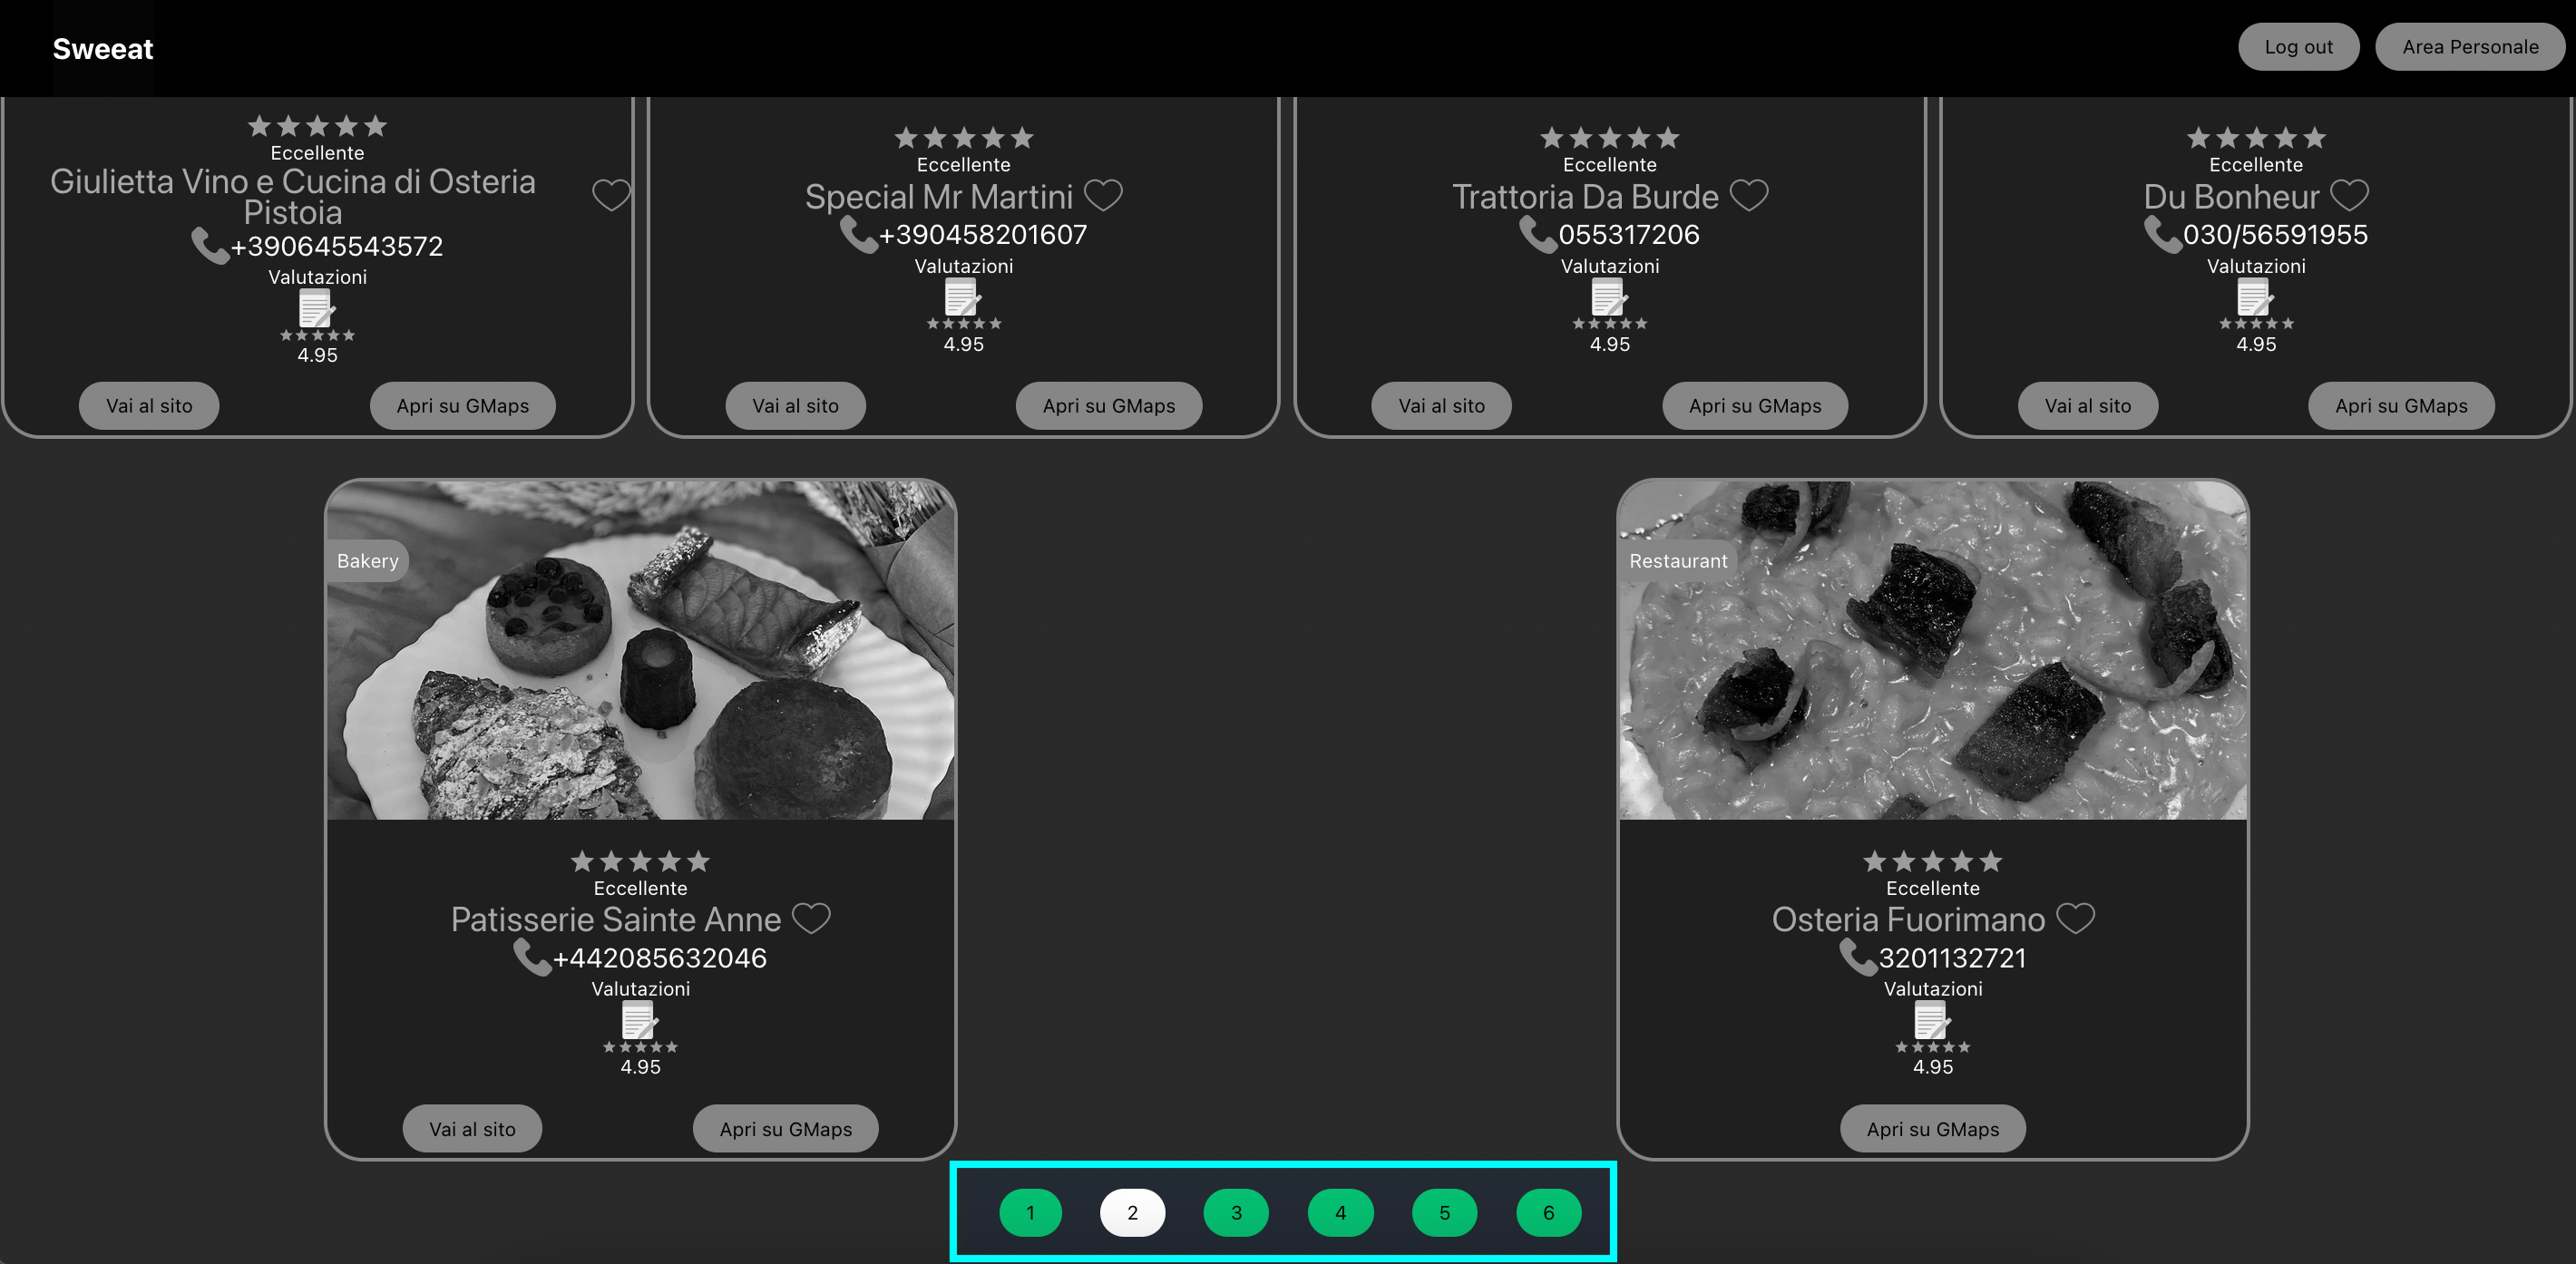 Sweeat
Log out
Area Personale
Eccellente
Giulietta Vino e Cucina di Osteria
Pistoia
+390645543572
Valutazioni
4.95
Vai al sito
Apri su GMaps
Eccellente
Special Mr Martini
+390458201607
Valutazioni
4.95
Vai al sito
Apri su GMaps
Eccellente
Trattoria Da Burde
055317206
Valutazioni
4.95
Vai al sito
Apri su GMaps
Eccellente
Du Bonheur
030/56591955
Valutazioni
4.95
Vai al sito
Apri su GMaps
Bakery
Eccellente
Patisserie Sainte Anne
+442085632046
Valutazioni
4.95
Vai al sito
Apri su GMaps
Restaurant
Eccellente
Osteria Fuorimano
3201132721
Valutazioni
4.95
Apri su GMaps
1
2
3
4
5
6